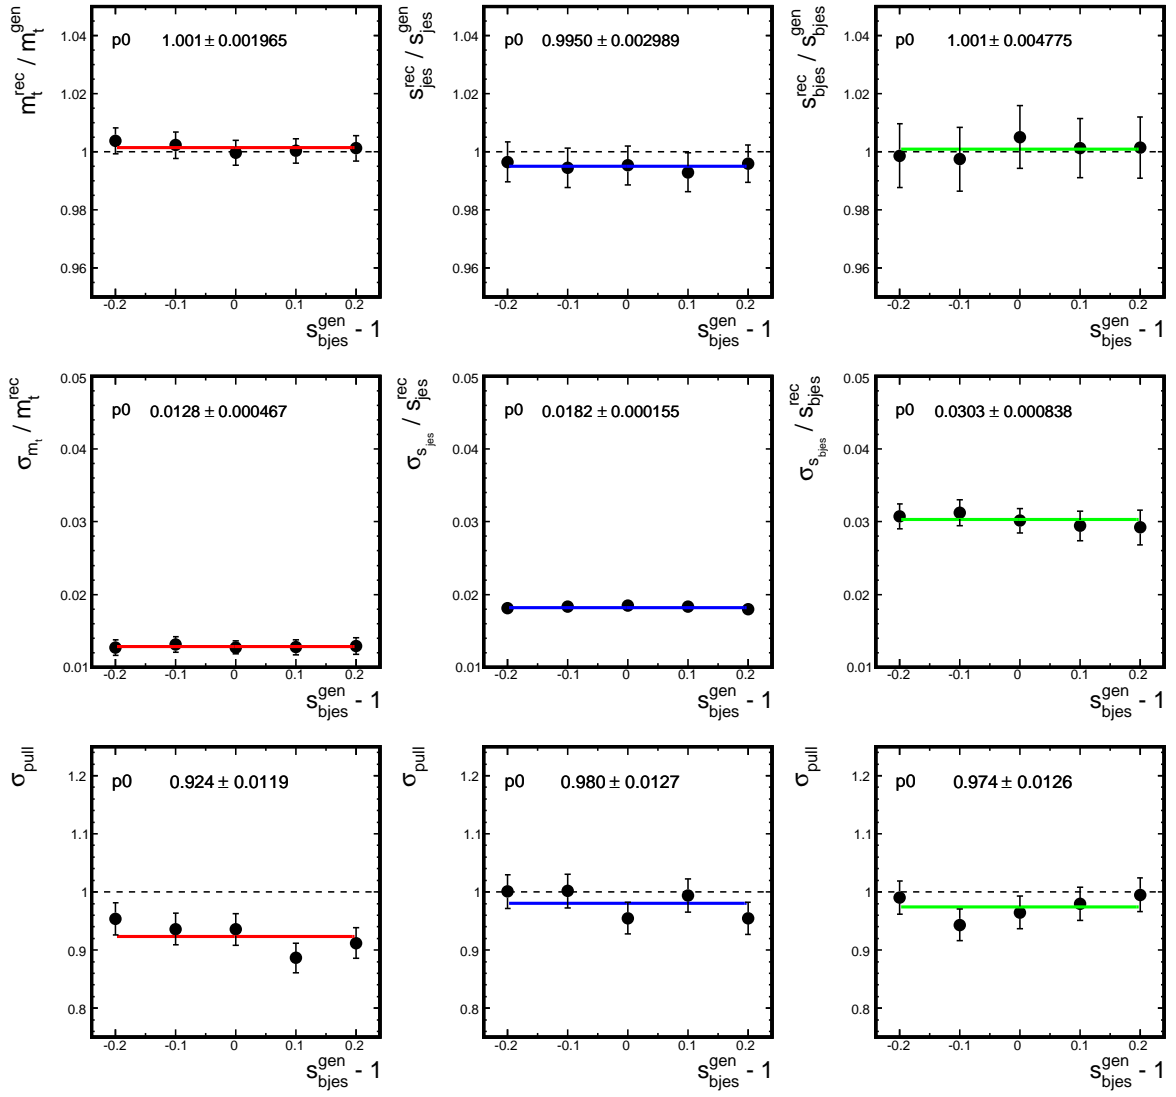 m_t^rec / m_t^gen
p0 1.001 ± 0.001965
1.04
1.02
1
0.98
0.96
-0.2 -0.1 0 0.1 0.2
s_bjes^gen - 1
s_jes^rec / s_jes^gen
p0 0.9950 ± 0.002989
1.04
1.02
1
0.98
0.96
-0.2 -0.1 0 0.1 0.2
s_bjes^gen - 1
s_bjes^rec / s_bjes^gen
p0 1.001 ± 0.004775
1.04
1.02
1
0.98
0.96
-0.2 -0.1 0 0.1 0.2
s_bjes^gen - 1
σ_m_t / m_t^rec
p0 0.0128 ± 0.000467
0.05
0.04
0.03
0.02
0.01
-0.2 -0.1 0 0.1 0.2
s_bjes^gen - 1
σ_s_jes / s_jes^rec
p0 0.0182 ± 0.000155
0.05
0.04
0.03
0.02
0.01
-0.2 -0.1 0 0.1 0.2
s_bjes^gen - 1
σ_s_bjes / s_bjes^rec
p0 0.0303 ± 0.000838
0.05
0.04
0.03
0.02
0.01
-0.2 -0.1 0 0.1 0.2
s_bjes^gen - 1
σ_pull
p0 0.924 ± 0.0119
1.2
1.1
1
0.9
0.8
-0.2 -0.1 0 0.1 0.2
s_bjes^gen - 1
σ_pull
p0 0.980 ± 0.0127
1.2
1.1
1
0.9
0.8
-0.2 -0.1 0 0.1 0.2
s_bjes^gen - 1
σ_pull
p0 0.974 ± 0.0126
1.2
1.1
1
0.9
0.8
-0.2 -0.1 0 0.1 0.2
s_bjes^gen - 1